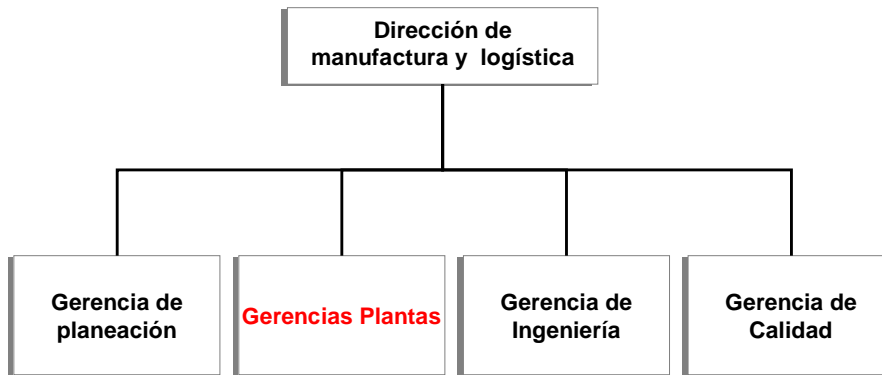 Dirección de
manufactura y logística
Gerencia de
planeación
Gerencias Plantas
Gerencia de
Ingeniería
Gerencia de
Calidad